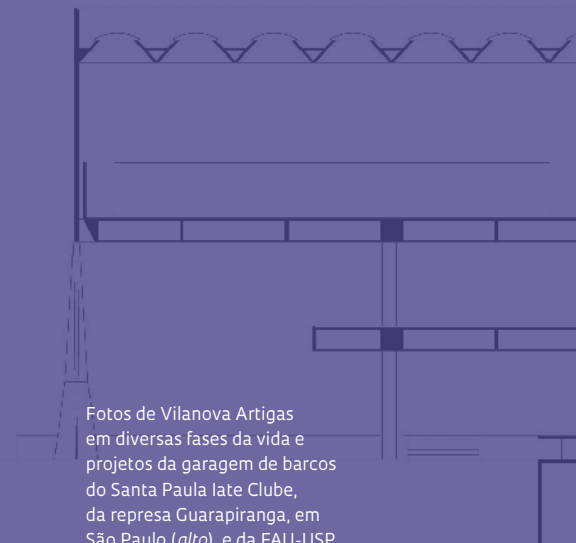 Fotos de Vilanova Artigas
em diversas fases da vida e
projetos da garagem de barcos
do Santa Paula Iate Clube,
da represa Guarapiranga, em
São Paulo (alto), e da FAU-USP